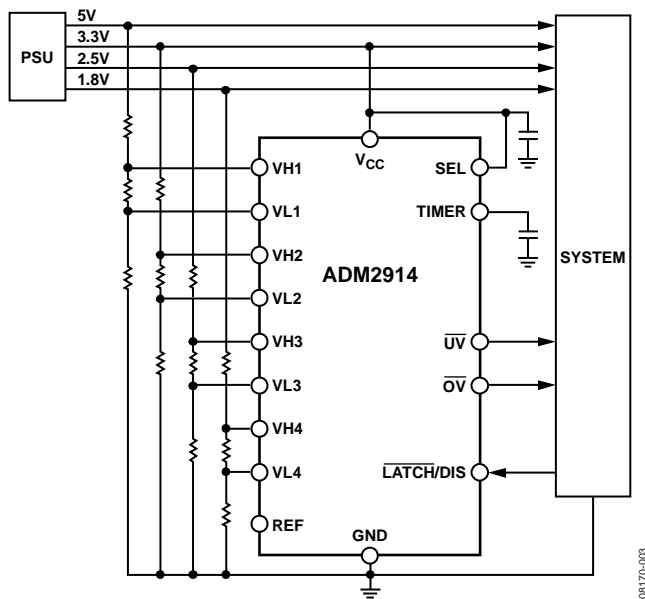 5V
3.3V
PSU
2.5V
1.8V
VCC
VH1
SEL
VL1
TIMER
VH2
SYSTEM
ADM2914
VL2
VH3
UV
VL3
OV
VH4
VL4
LATCH/DIS
REF
GND
08170-003